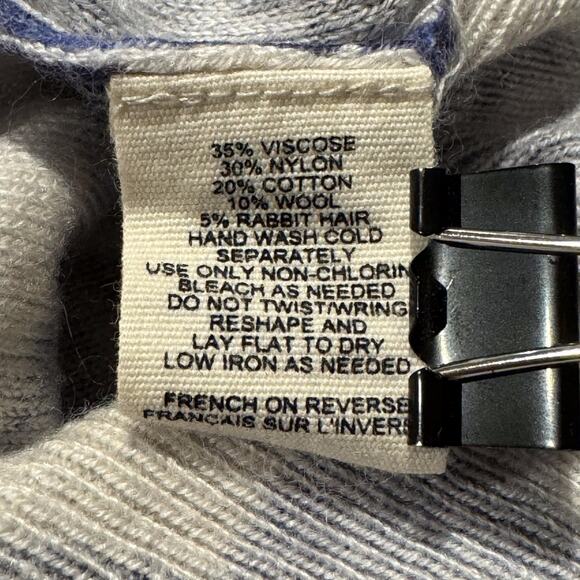 35% VISCOSE
30% NYLON
20% COTTON
10% WOOL
5% RABBIT HAIR
HAND WASH COLD
SEPARATELY
USE ONLY NON-CHLORIN
BLEACH AS NEEDED
DO NOT TWIST/WRING
RESHAPE AND
LAY FLAT TO DRY
LOW IRON AS NEEDED
FRENCH ON REVERSE
FRANCAIS SUR L'INVERS